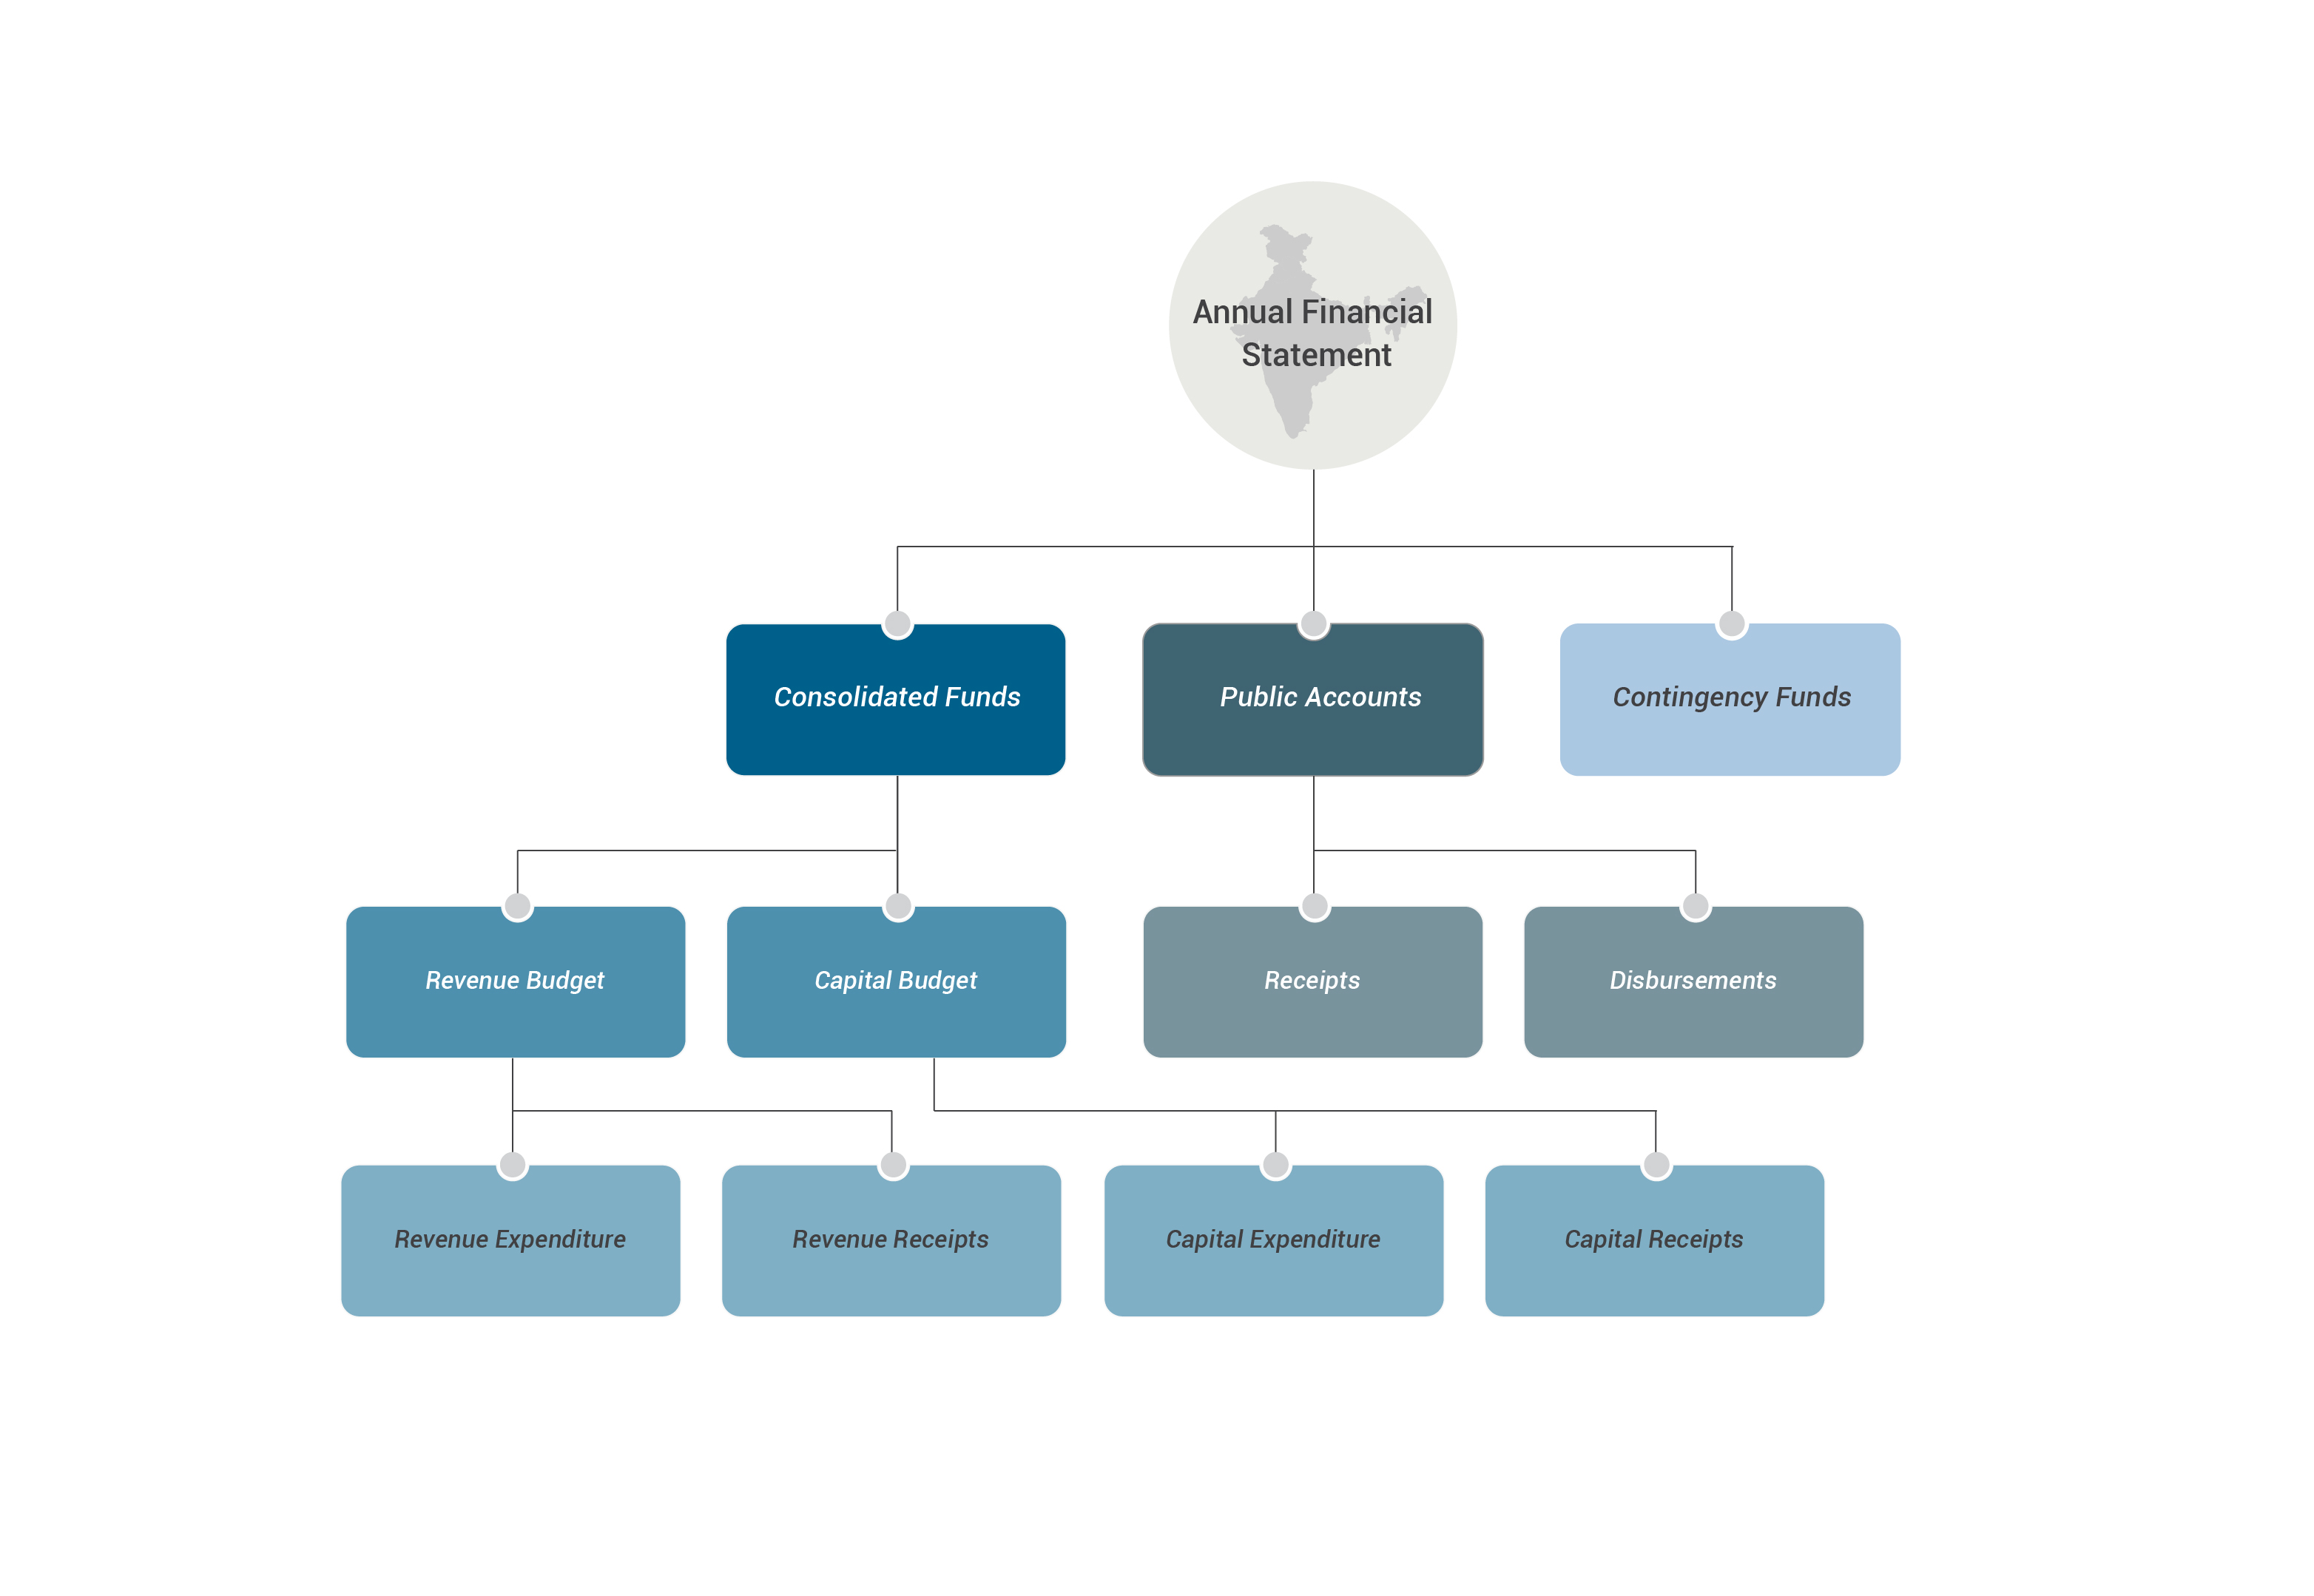 Annual Financial
Statement
Consolidated Funds
Public Accounts
Contingency Funds
Revenue Budget
Capital Budget
Receipts
Disbursements
Revenue Expenditure
Revenue Receipts
Capital Expenditure
Capital Receipts